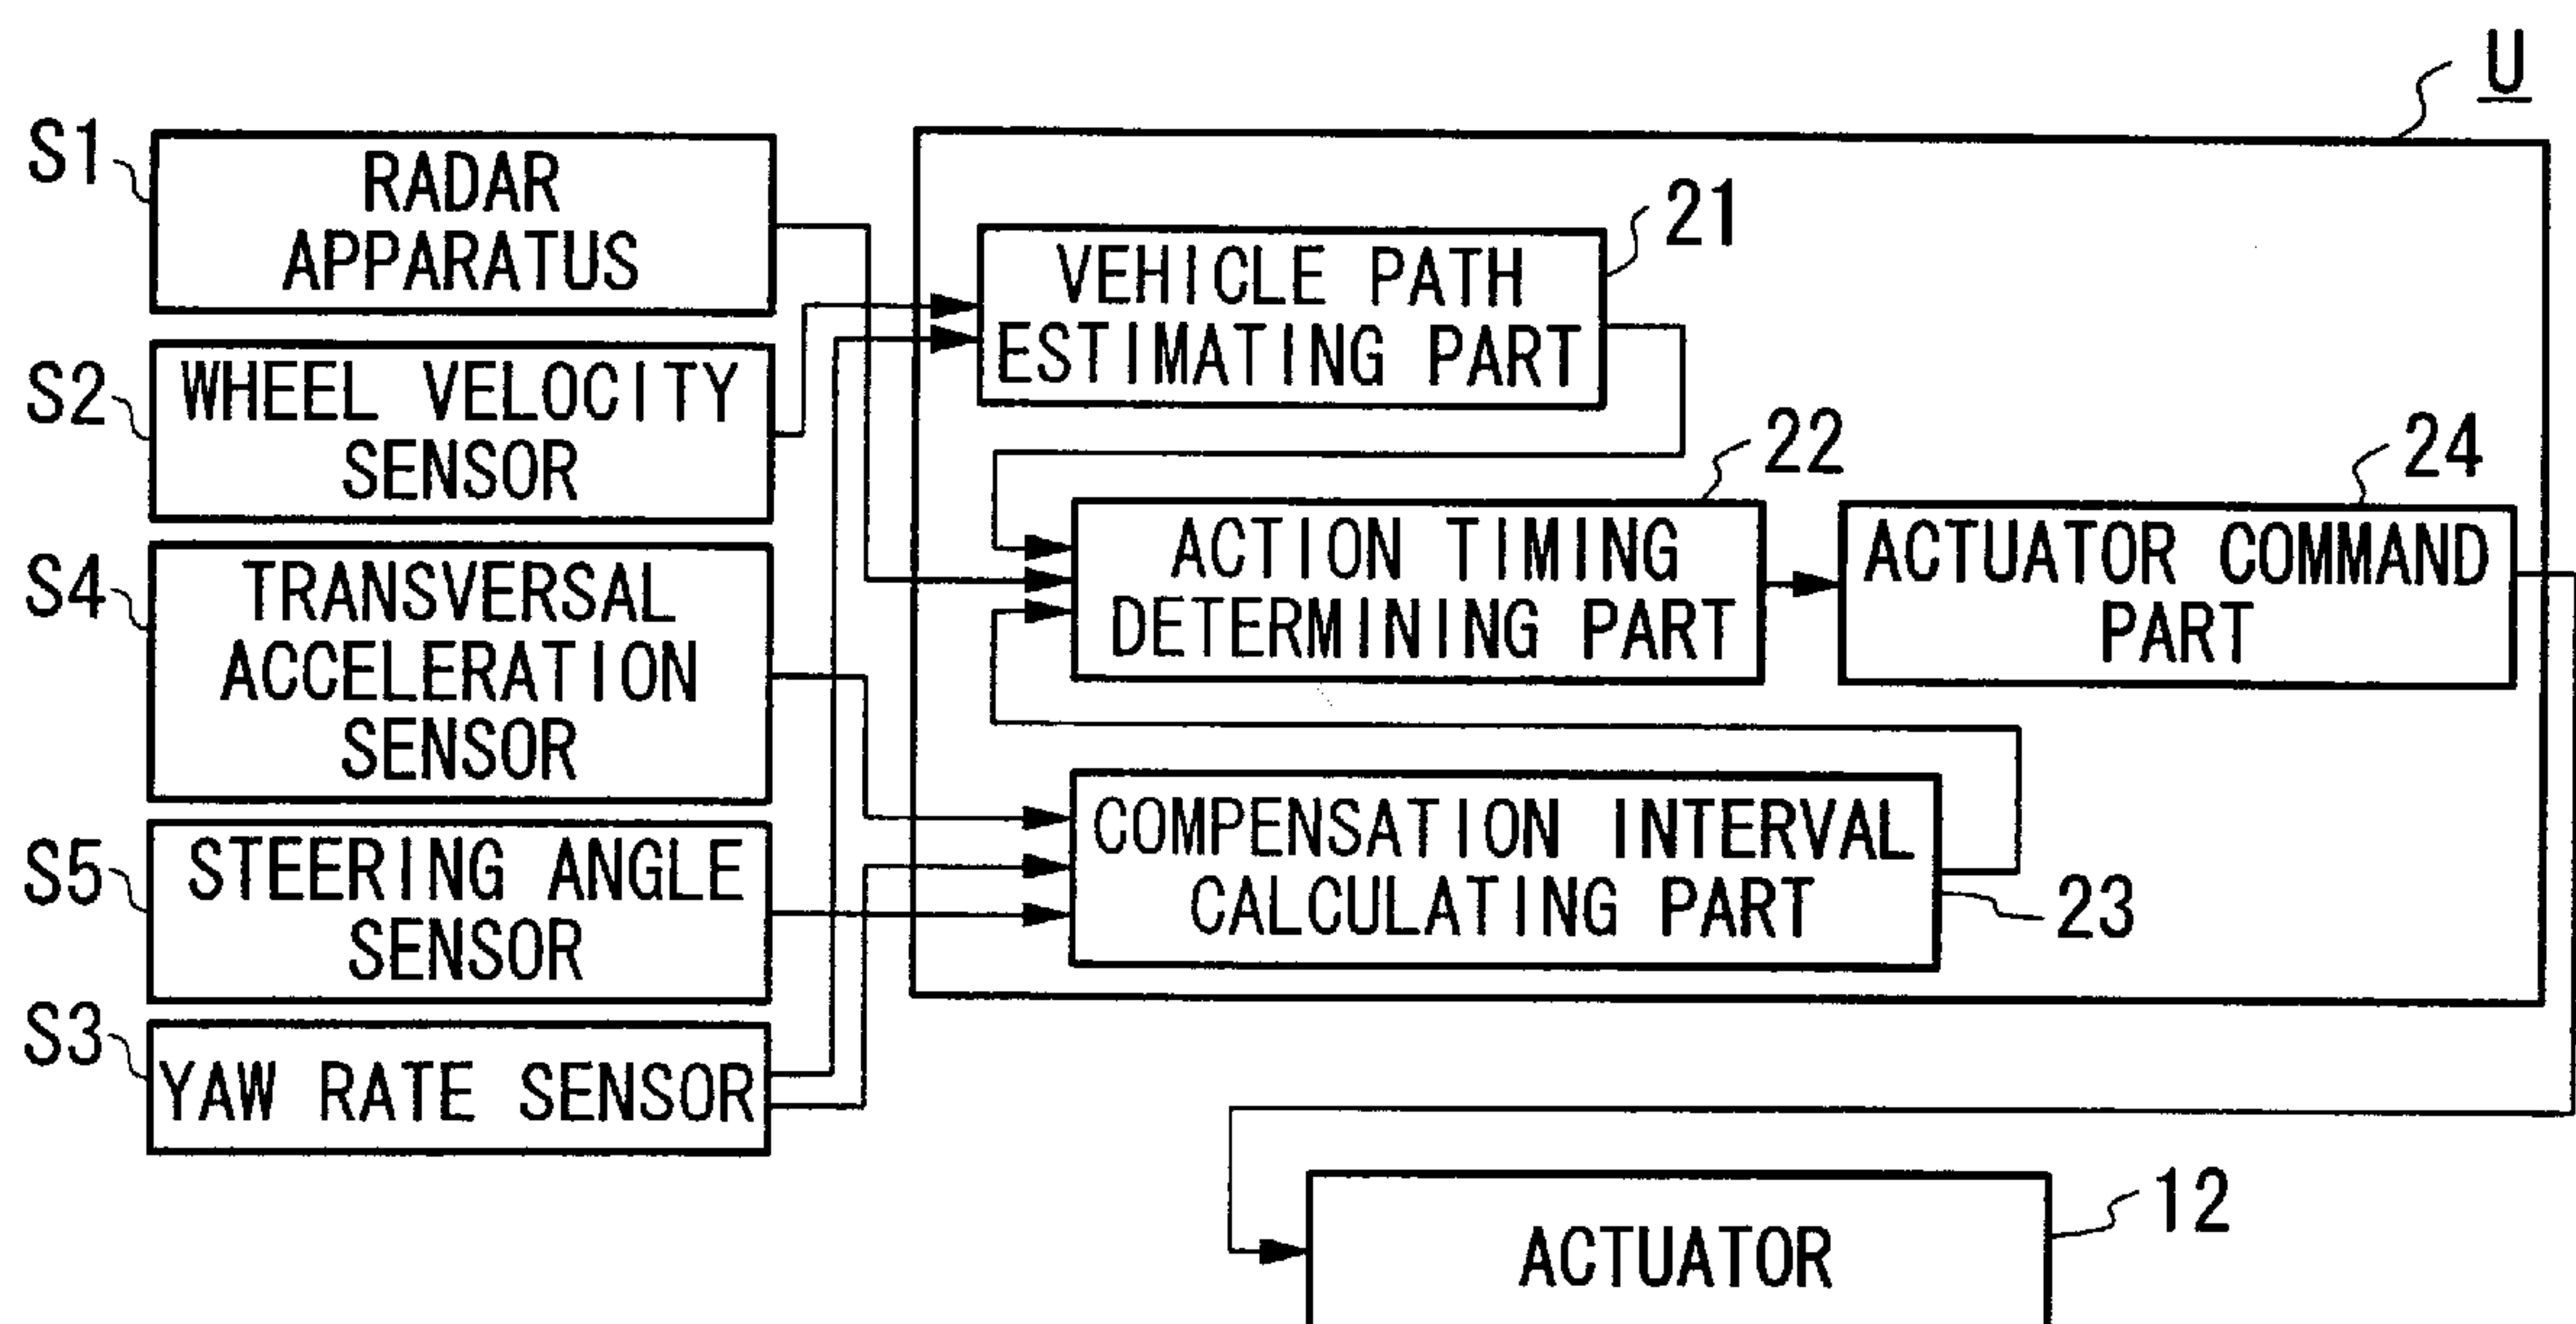 U
S1
RADAR
APPARATUS
21
VEHICLE PATH
ESTIMATING PART
S2
WHEEL VELOCITY
SENSOR
22
24
ACTION TIMING
DETERMINING PART
ACTUATOR COMMAND
PART
S4
TRANSVERSAL
ACCELERATION
SENSOR
S5
STEERING ANGLE
SENSOR
COMPENSATION INTERVAL
CALCULATING PART
23
S3
YAW RATE SENSOR
12
ACTUATOR